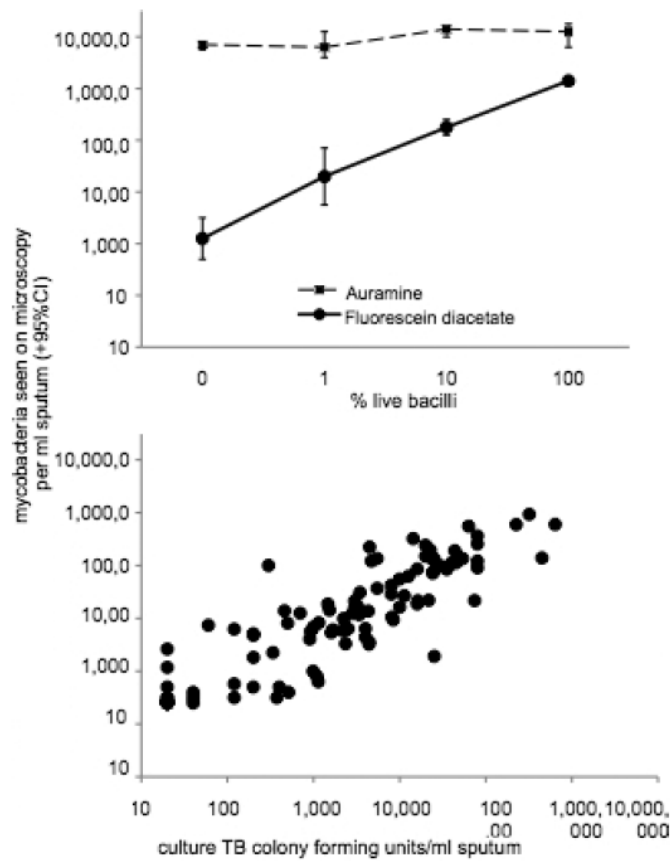 10,000,0
1,000,0
100,0
10,00
1,000
10
10
Auramine
Fluorescein diacetate
0 1 10 100
% live bacilli
mycobacteria seen on microscopy
per ml sputum (+95%CI)
10,000,0
1,000,0
100,0
10,00
1,000
10
10
10 100 1,000 10,000 100 1,000, 10,000,
.00 000 000
culture TB colony forming units/ml sputum